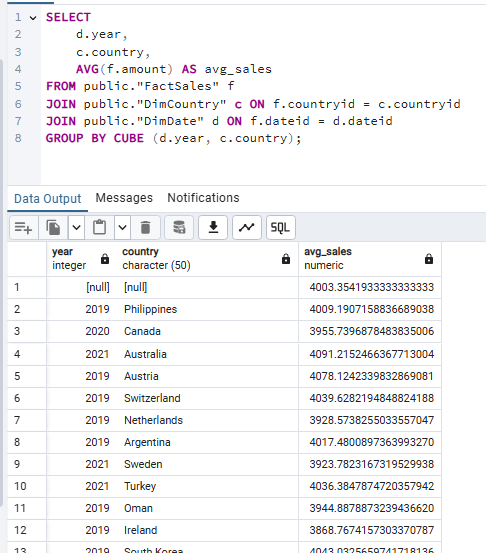 1 SELECT
2 d.year,
3 c.country,
4 AVG(f.amount) AS avg_sales
5 FROM public."FactSales" f
6 JOIN public."DimCountry" c ON f.countryid = c.countryid
7 JOIN public."DimDate" d ON f.dateid = d.dateid
8 GROUP BY CUBE (d.year, c.country);
Data Output Messages Notifications
SQL
year country avg_sales
integer character (50) numeric
1 [null] [null] 4003.3541933333333333
2 2019 Philippines 4009.1907158836689038
3 2020 Canada 3955.7396878483835006
4 2021 Australia 4091.2152466367713004
5 2019 Austria 4078.1242339832869081
6 2019 Switzerland 4039.6282194848824188
7 2019 Netherlands 3928.5738255033557047
8 2019 Argentina 4017.4800897363993270
9 2021 Sweden 3923.7823167319529938
10 2021 Turkey 4036.3847874720357942
11 2019 Oman 3944.8878873239436620
12 2019 Ireland 3868.7674157303370787
13 2019 South Korea 4043.0325659741718136